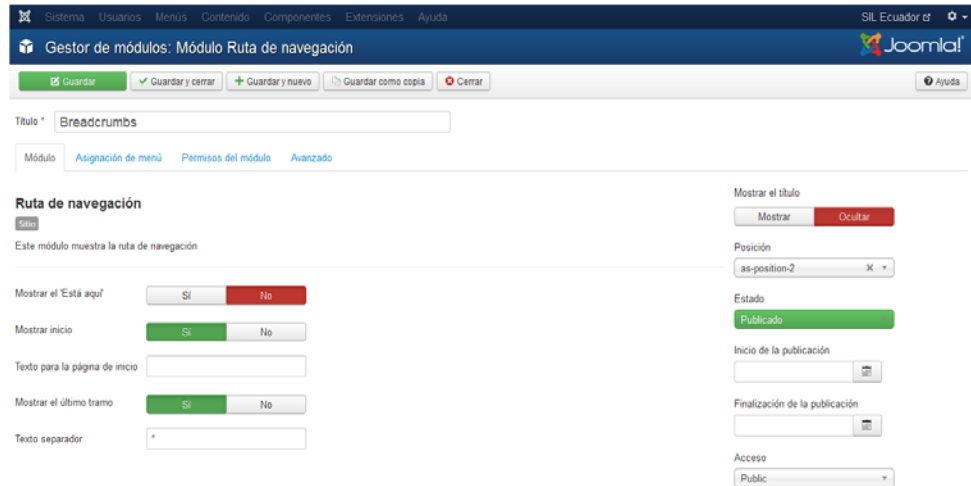 Sistema Usuarios Menús Contenido Componentes Extensiones Ayuda SIL Ecuador
Gestor de módulos: Módulo Ruta de navegación Joomla!
Guardar Guardar y cerrar Guardar y nuevo Guardar como copia Cerrar Ayuda
Título * Breadcrumbs
Módulo Asignación de menú Permisos del módulo Avanzado
Ruta de navegación
Sitio
Este módulo muestra la ruta de navegación
Mostrar el 'Está aquí' Sí No
Mostrar inicio Sí No
Texto para la página de inicio
Mostrar el último tramo Sí No
Texto separador *
Mostrar el título
Mostrar Ocultar
Posición
as-position-2
Estado
Publicado
Inicio de la publicación
Finalización de la publicación
Acceso
Public